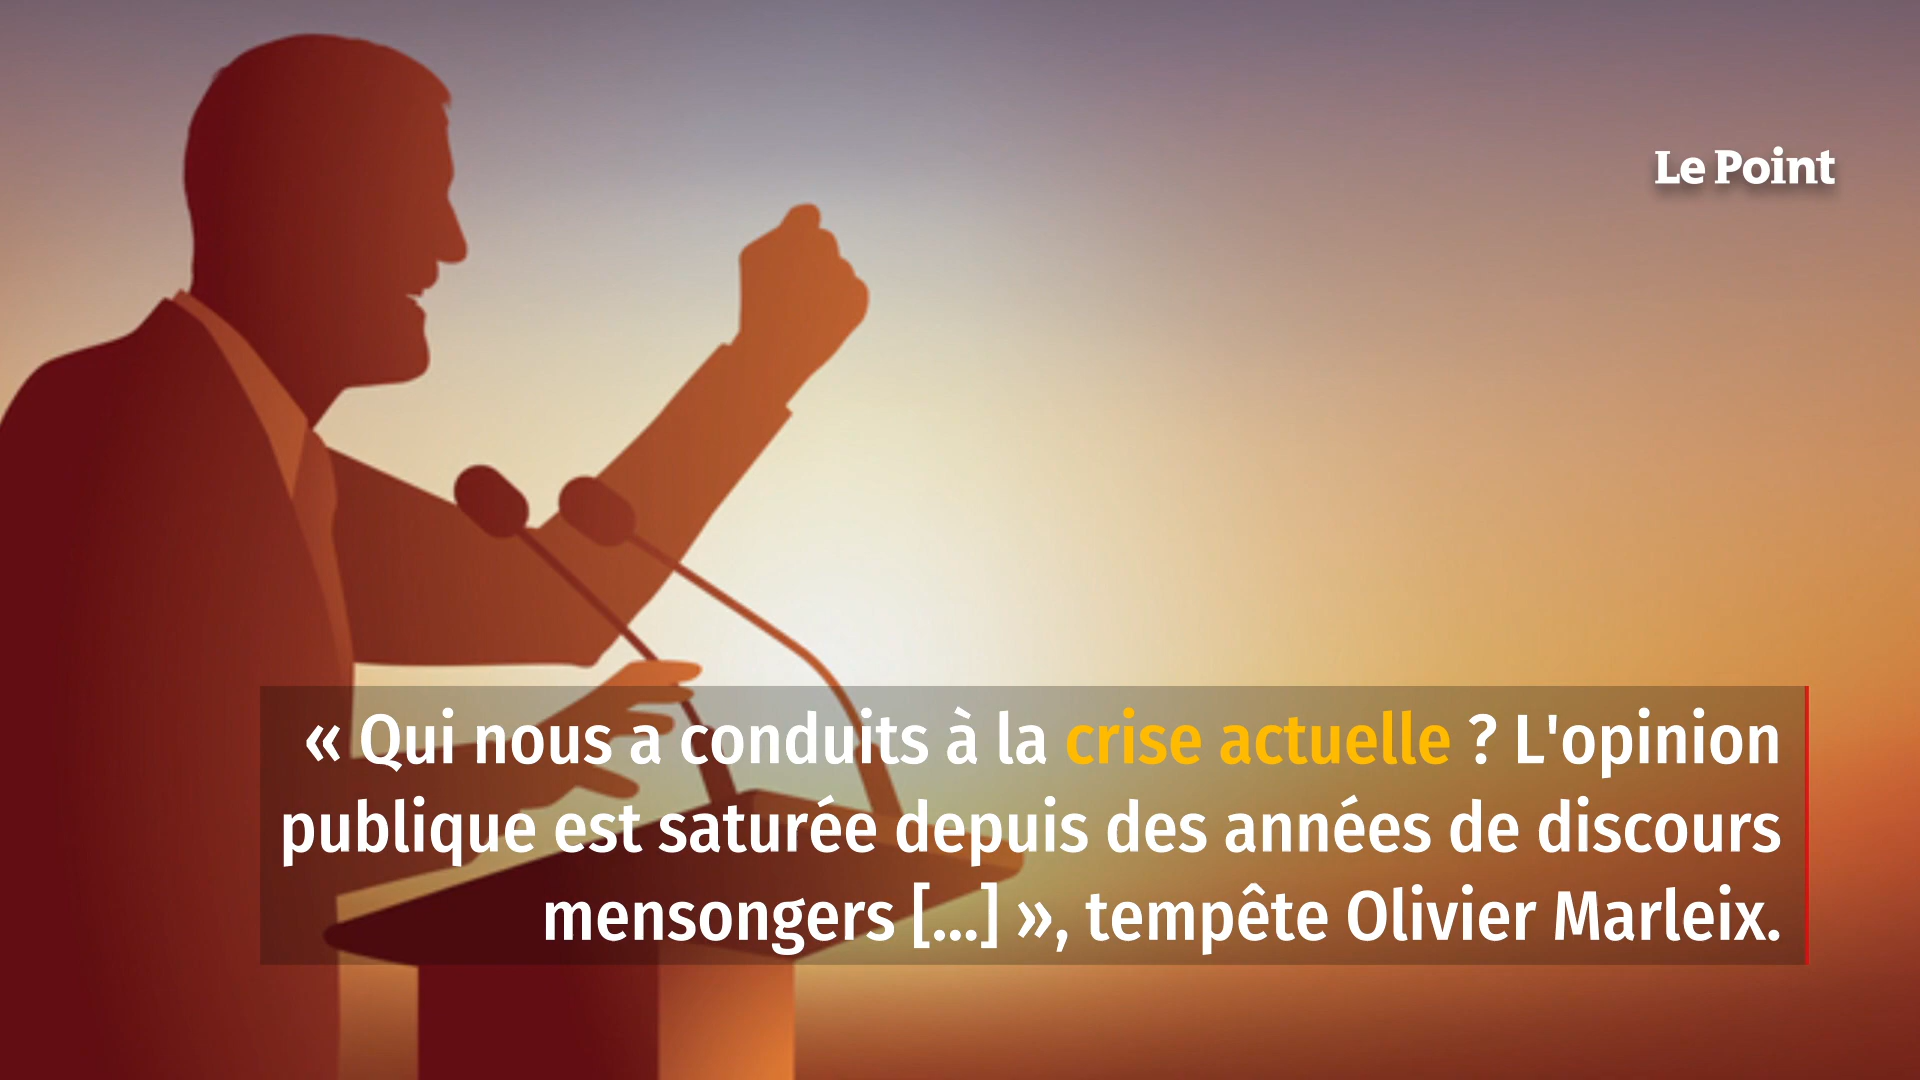 Le Point
« Qui nous a conduits à la crise actuelle ? L'opinion
publique est saturée depuis des années de discours
mensongers [...] », tempête Olivier Marleix.